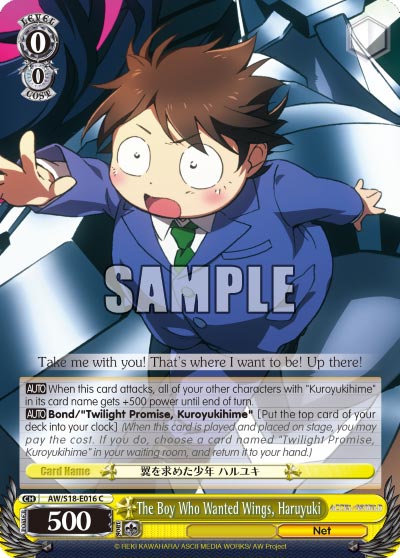 LEVEL
0
0
COST
SAMPLE
Take me with you! That's where I want to be! Up there!
AUTO When this card attacks, all of your other characters with "Kuroyukihime"
in its card name gets +500 power until end of turn.
AUTO Bond/"Twilight Promise, Kuroyukihime" [Put the top card of your
deck into your clock] (When this card is played and placed on stage, you
may pay the cost. If you do, choose a card named "Twilight Promise,
Kuroyukihime" in your waiting room, and return it to your hand.)
Card Name 翼を求めた少年 ハルユキ
CH AW/S18-E016 C
The Boy Who Wanted Wings, Haruyuki
500
Net
© REKI KAWAHARA/ ASCII MEDIA WORKS/ AW Project